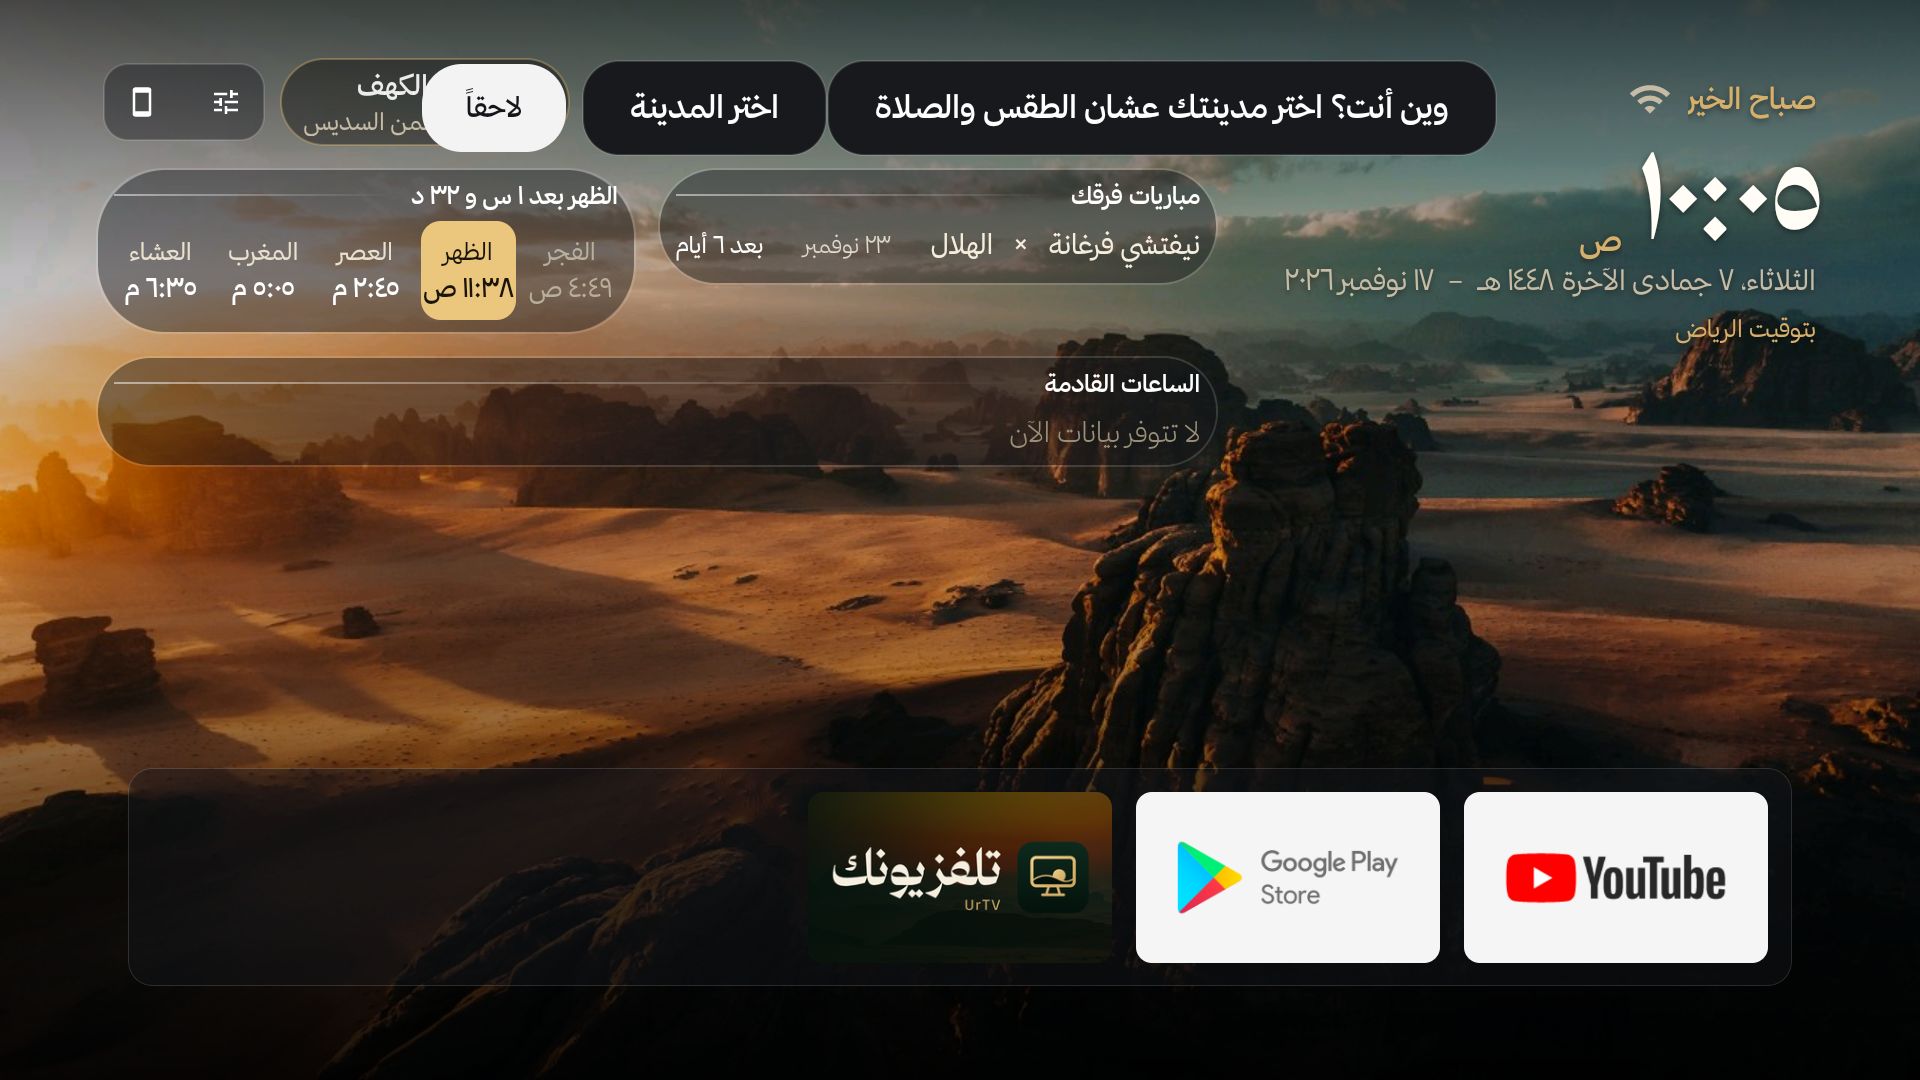 صباح الخير
١٠:٠٥ ص
الثلاثاء، ٧ جمادى الآخرة ١٤٤٨ هـ – ١٧ نوفمبر ٢٠٢٦
بتوقيت الرياض
وين أنت؟ اختر مدينتك عشان الطقس والصلاة
اختر المدينة
لاحقاً
الكهف
السديس
مباريات فرقك
نيفتشي فرغانة × الهلال ٢٣ نوفمبر بعد ٦ أيام
الظهر بعد ١ س و ٣٢ د
الفجر الظهر العصر المغرب العشاء
٤:٤٩ ص ١١:٣٨ ص ٢:٤٥ م ٥:٠٥ م ٦:٣٥ م
الساعات القادمة
لا تتوفر بيانات الآن
YouTube
Google Play
Store
تلفزيونك
UrTV